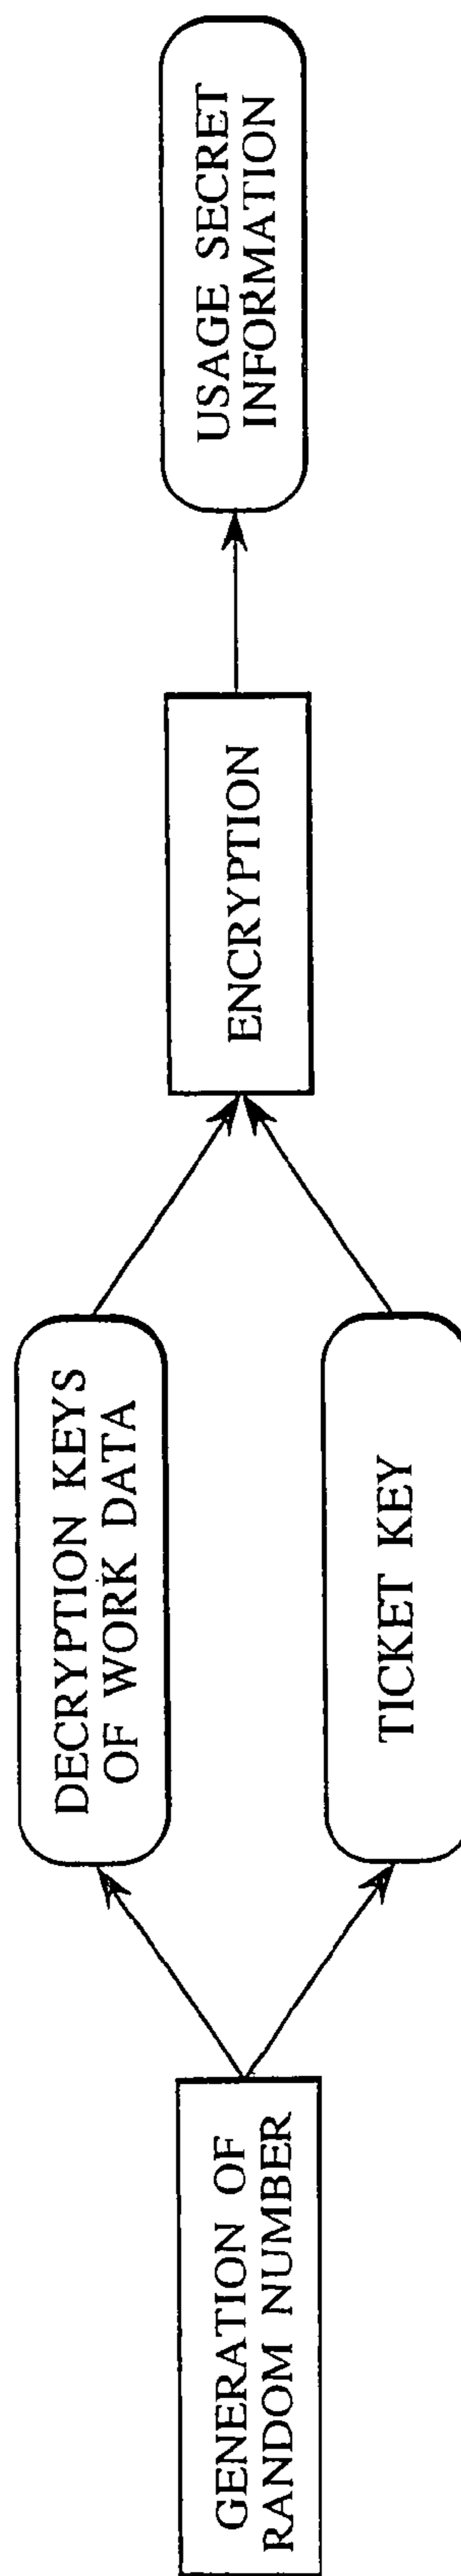 GENERATION OF
RANDOM NUMBER
DECRYPTION KEYS
OF WORK DATA
TICKET KEY
ENCRYPTION
USAGE SECRET
INFORMATION